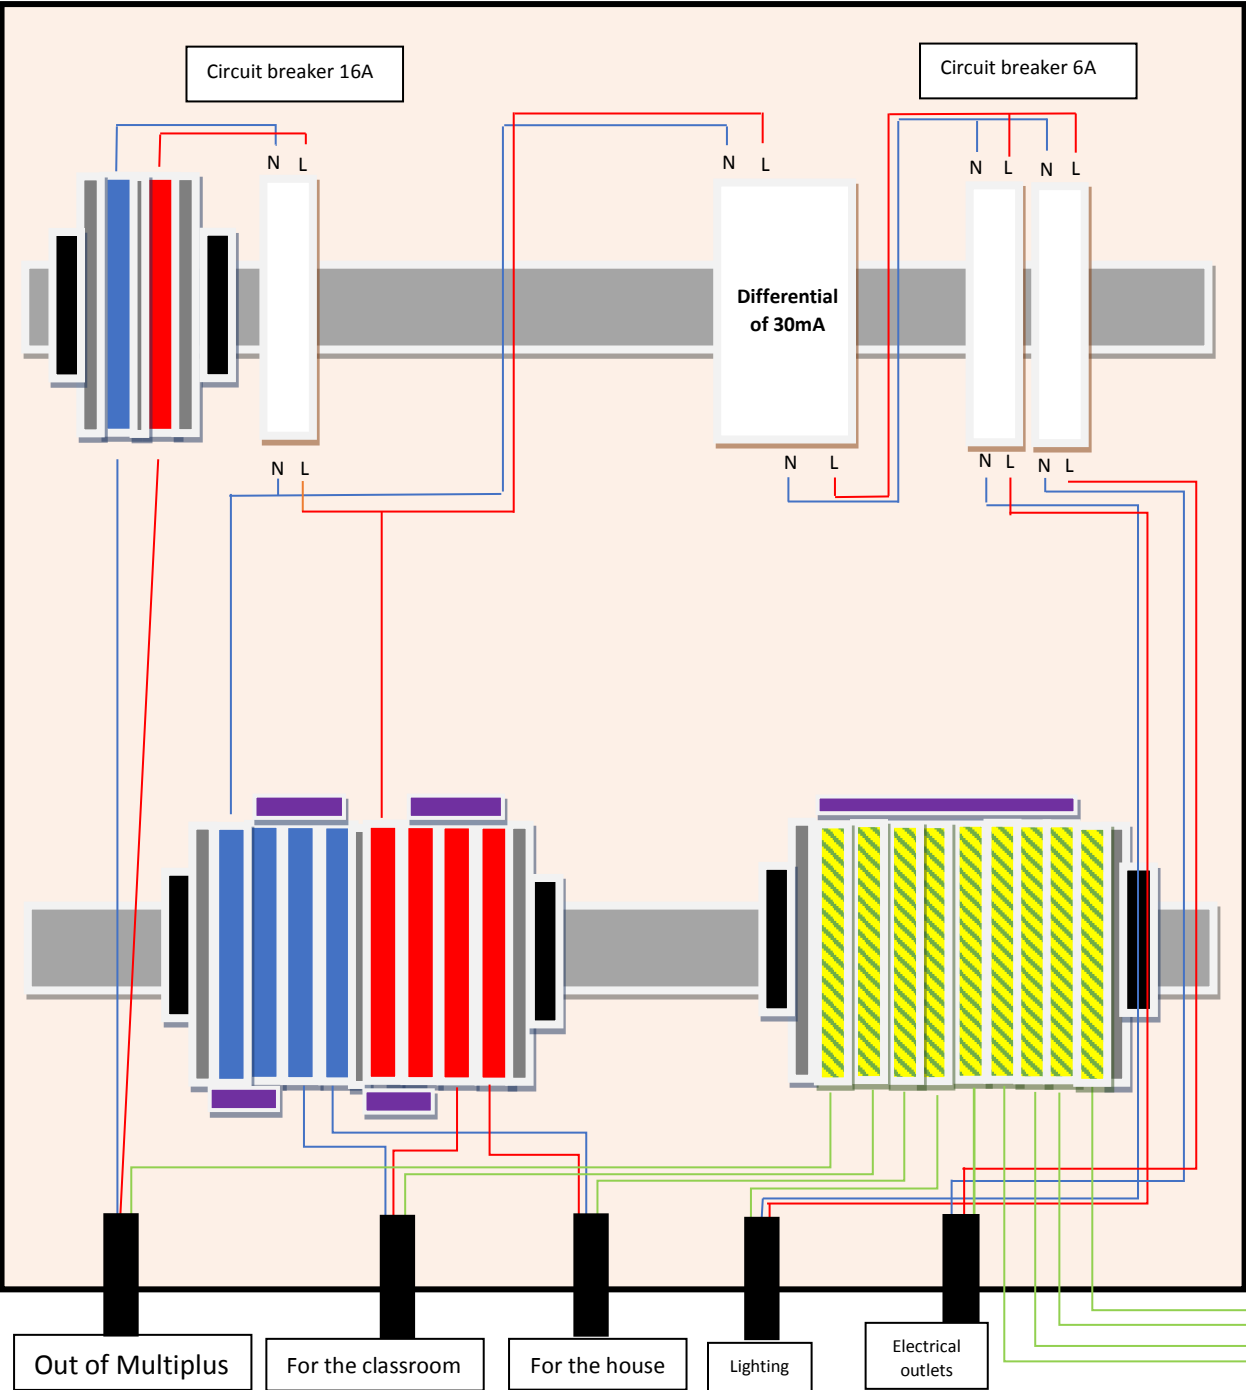 Circuit breaker 16A
Circuit breaker 6A
N L
N L
N L N L
Differential
of 30mA
N L
N L
N L N L
Out of Multiplus
For the classroom
For the house
Lighting
Electrical
outlets